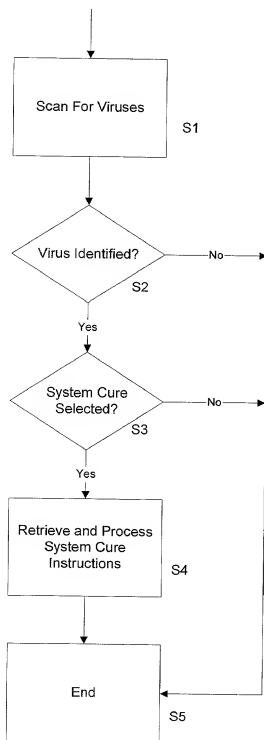 Scan For Viruses
S1
Virus Identified?
No
S2
Yes
System Cure
Selected?
No
S3
Yes
Retrieve and Process
System Cure
Instructions
S4
End
S5